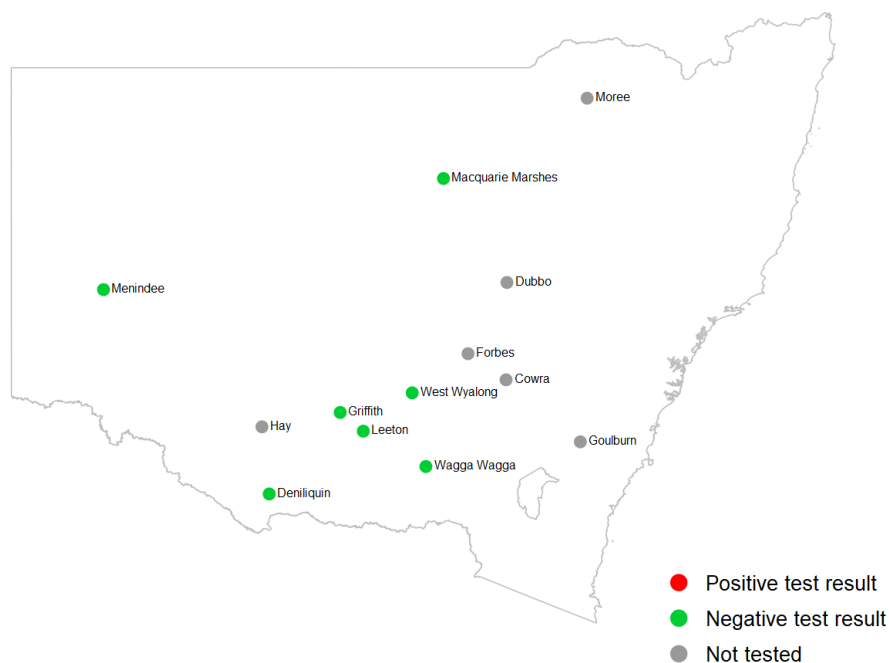 Moree
Macquarie Marshes
Dubbo
Menindee
Forbes
Cowra
West Wyalong
Griffith
Hay
Leeton
Goulburn
Wagga Wagga
Deniliquin
Positive test result
Negative test result
Not tested